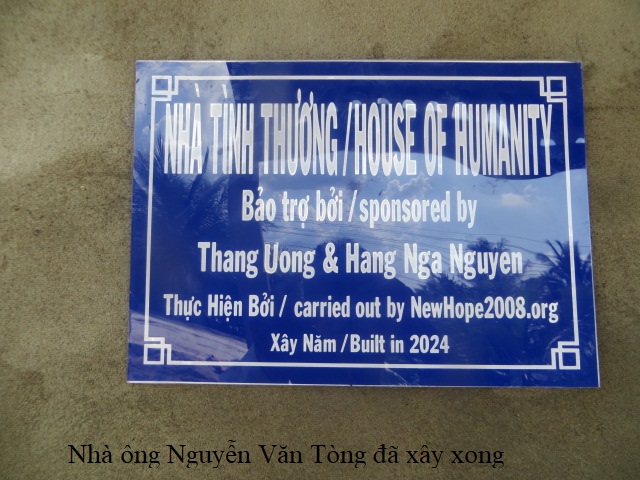 NHÀ TINH THƯƠNG / HOUSE OF HUMANITY
Bảo trợ bởi / sponsored by
Thang Uong & Hang Nga Nguyen
Thực Hiện Bởi / carried out by NewHope2008.org
Xây Năm / Built in 2024
Nhà ông Nguyễn Văn Tòng đã xây xong